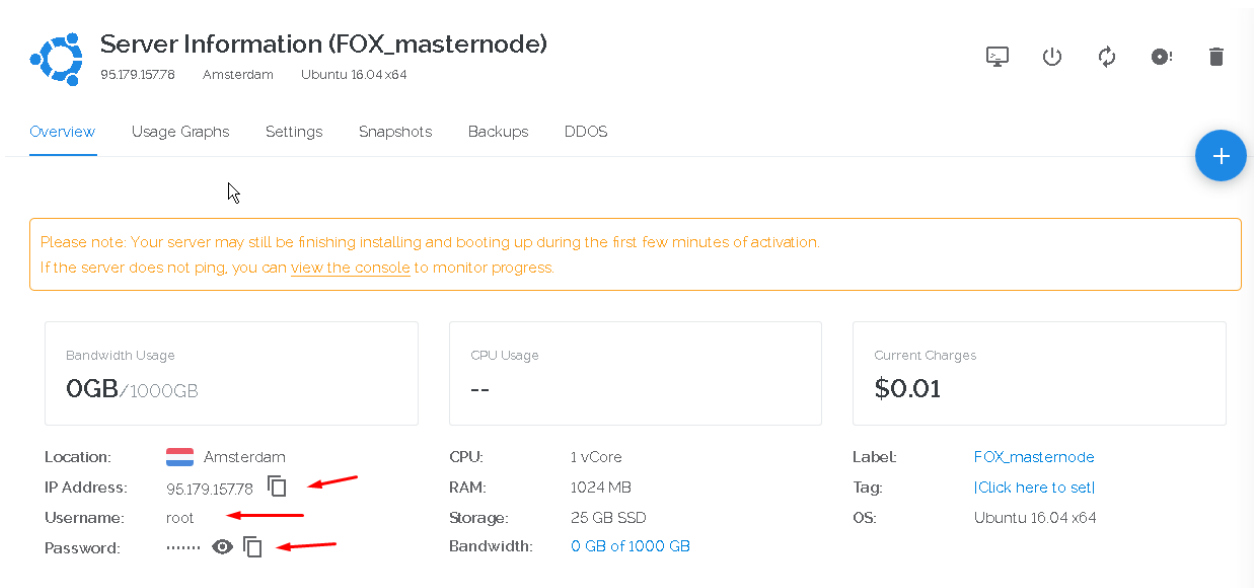 Server Information (FOX_masternode)
95.179.157.78 Amsterdam Ubuntu 16.04 x64
Overview Usage Graphs Settings Snapshots Backups DDOS
+
Please note: Your server may still be finishing installing and booting up during the first few minutes of activation.
If the server does not ping, you can view the console to monitor progress.
Bandwidth Usage CPU Usage Current Charges
0GB/1000GB -- $0.01
Location: Amsterdam CPU: 1 vCore Label: FOX_masternode
IP Address: 95.179.157.78 RAM: 1024 MB Tag: [Click here to set]
Username: root Storage: 25 GB SSD OS: Ubuntu 16.04 x64
Password: ······· Bandwidth: 0 GB of 1000 GB